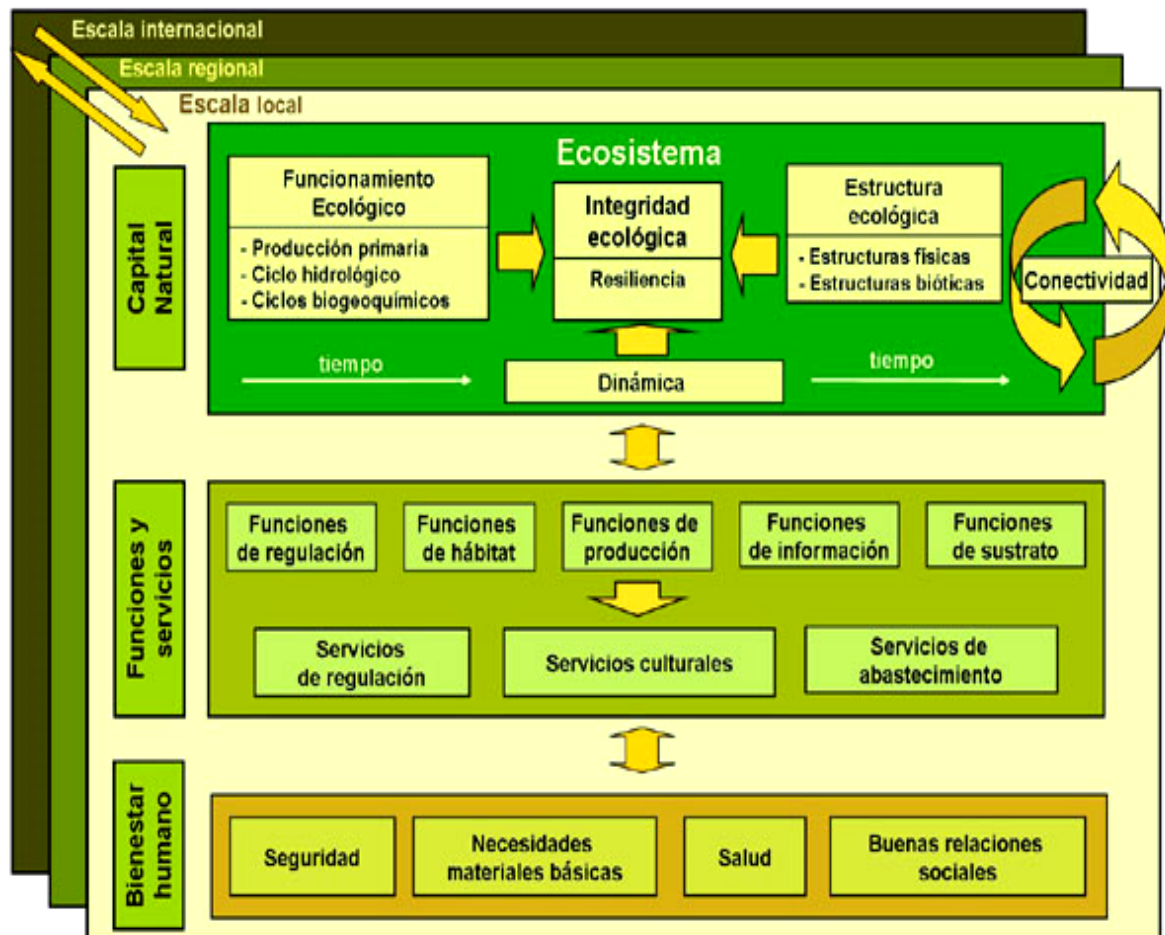 Escala internacional
Escala regional
Escala local
Capital
Natural
Ecosistema
Funcionamiento
Ecológico
- Producción primaria
- Ciclo hidrológico
- Ciclos biogeoquímicos
Integridad
ecológica
Resiliencia
Estructura
ecológica
- Estructuras físicas
- Estructuras bióticas
Conectividad
tiempo
Dinámica
tiempo
Funciones y
servicios
Funciones
de regulación
Funciones
de hábitat
Funciones de
producción
Funciones
de información
Funciones
de sustrato
Servicios
de regulación
Servicios culturales
Servicios de
abastecimiento
Bienestar
humano
Seguridad
Necesidades
materiales básicas
Salud
Buenas relaciones
sociales